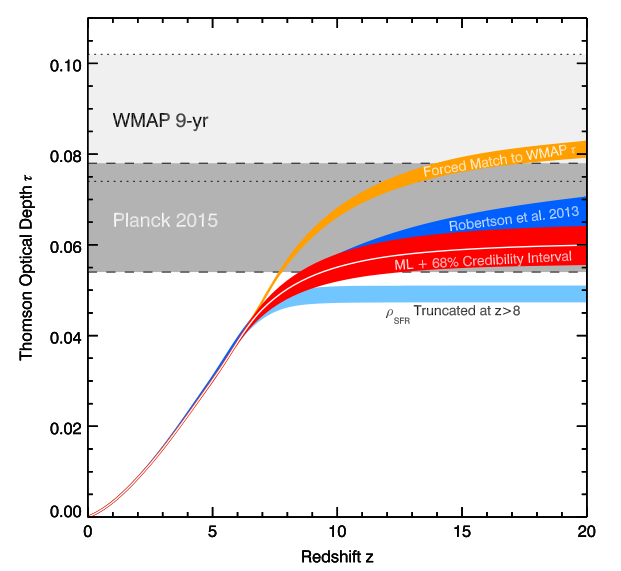 0.10
0.08
0.06
0.04
0.02
0.00
Thomson Optical Depth τ
WMAP 9-yr
Planck 2015
Forced Match to WMAP τ
Robertson et al. 2013
ML + 68% Credibility Interval
ρSFR Truncated at z>8
0 5 10 15 20
Redshift z